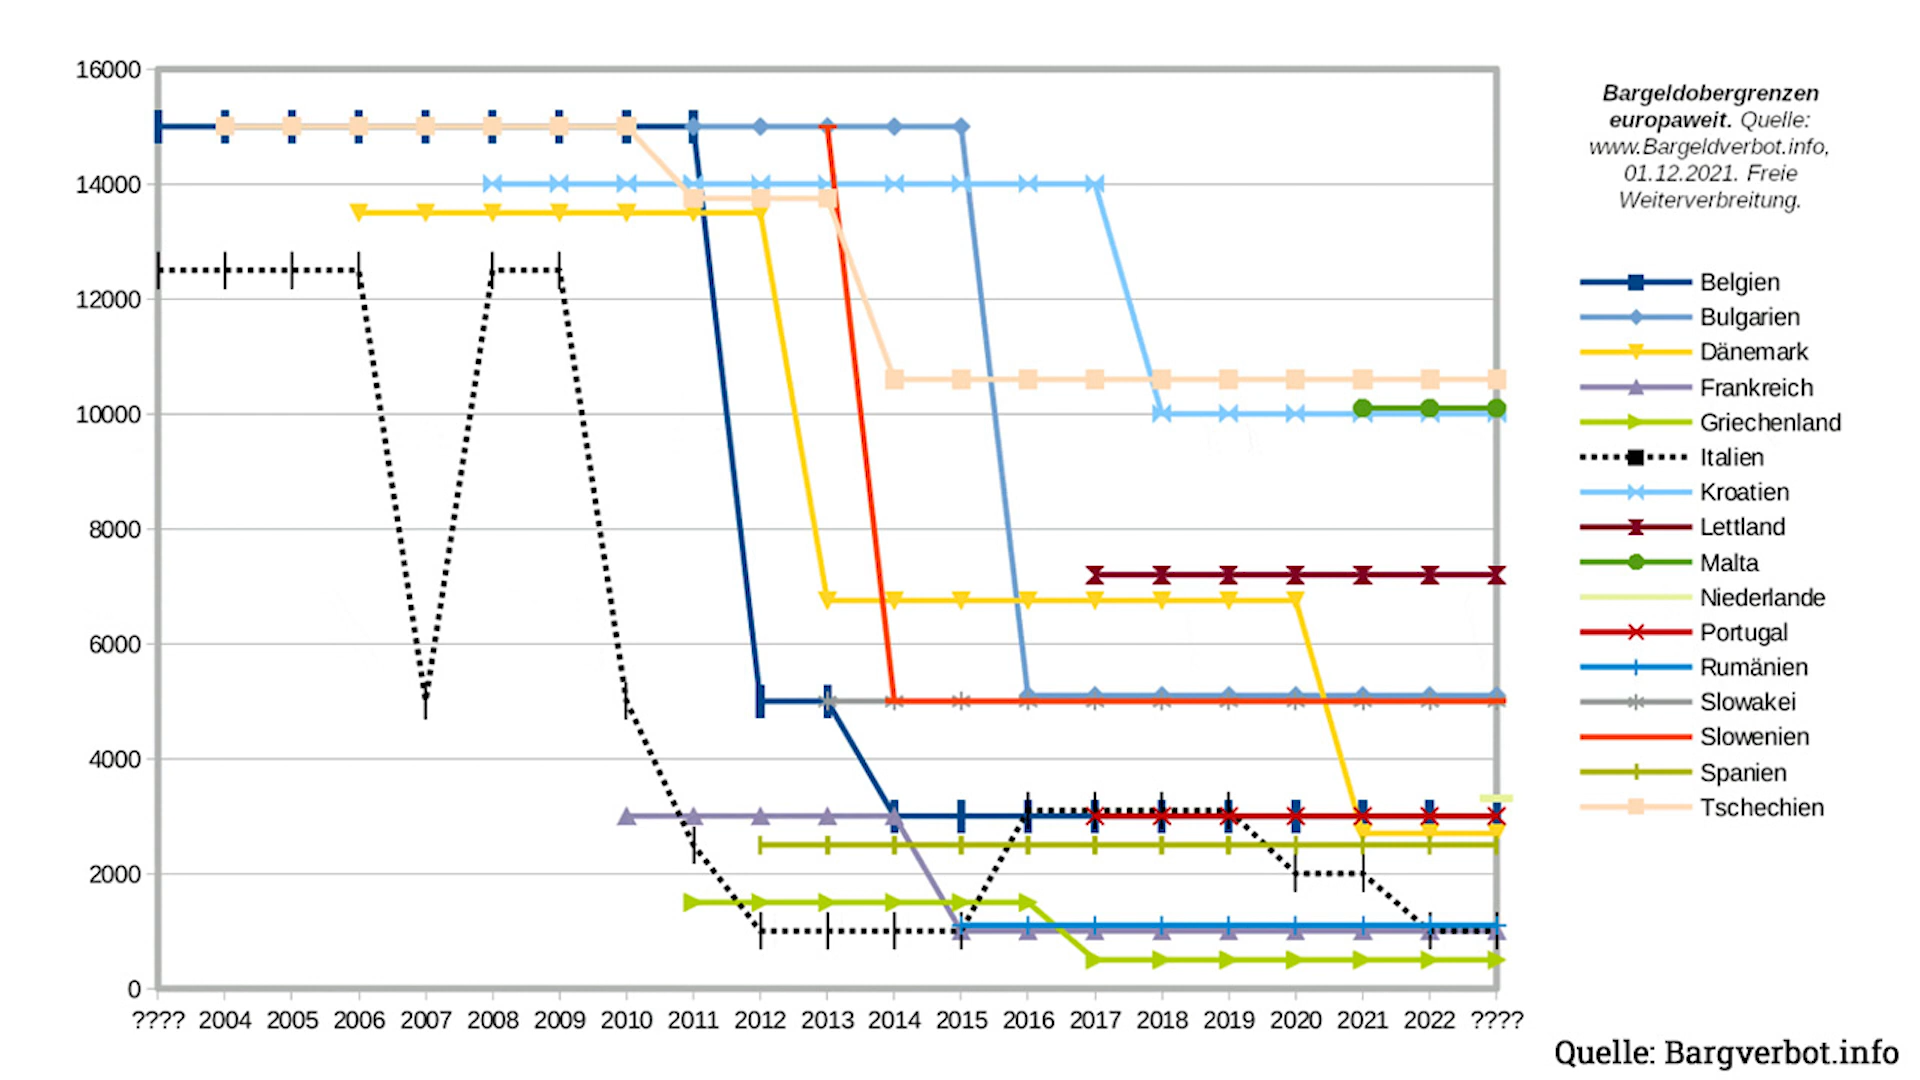 16000
14000
12000
10000
8000
6000
4000
2000
0
???? 2004 2005 2006 2007 2008 2009 2010 2011 2012 2013 2014 2015 2016 2017 2018 2019 2020 2021 2022 ????
Bargeldobergrenzen
europaweit. Quelle:
www.Bargeldverbot.info,
01.12.2021. Freie
Weiterverbreitung.
Belgien
Bulgarien
Dänemark
Frankreich
Griechenland
Italien
Kroatien
Lettland
Malta
Niederlande
Portugal
Rumänien
Slowakei
Slowenien
Spanien
Tschechien
Quelle: Bargverbot.info